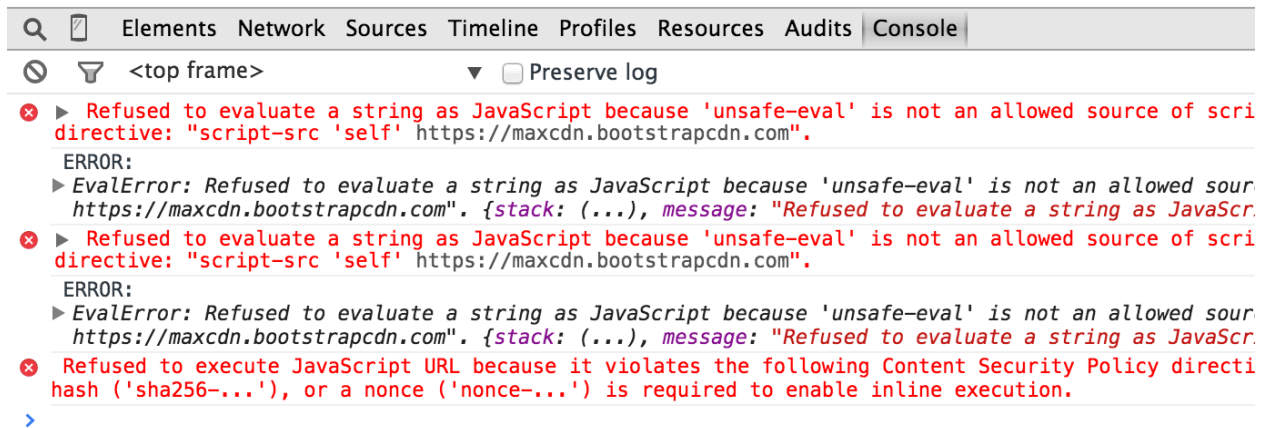 Elements Network Sources Timeline Profiles Resources Audits Console
<top frame> ▼ Preserve log
Refused to evaluate a string as JavaScript because 'unsafe-eval' is not an allowed source of scri
directive: "script-src 'self' https://maxcdn.bootstrapcdn.com".
ERROR:
EvalError: Refused to evaluate a string as JavaScript because 'unsafe-eval' is not an allowed sour
https://maxcdn.bootstrapcdn.com". {stack: (...), message: "Refused to evaluate a string as JavaScr
Refused to evaluate a string as JavaScript because 'unsafe-eval' is not an allowed source of scri
directive: "script-src 'self' https://maxcdn.bootstrapcdn.com".
ERROR:
EvalError: Refused to evaluate a string as JavaScript because 'unsafe-eval' is not an allowed sour
https://maxcdn.bootstrapcdn.com". {stack: (...), message: "Refused to evaluate a string as JavaScr
Refused to execute JavaScript URL because it violates the following Content Security Policy directi
hash ('sha256-...'), or a nonce ('nonce-...') is required to enable inline execution.
>